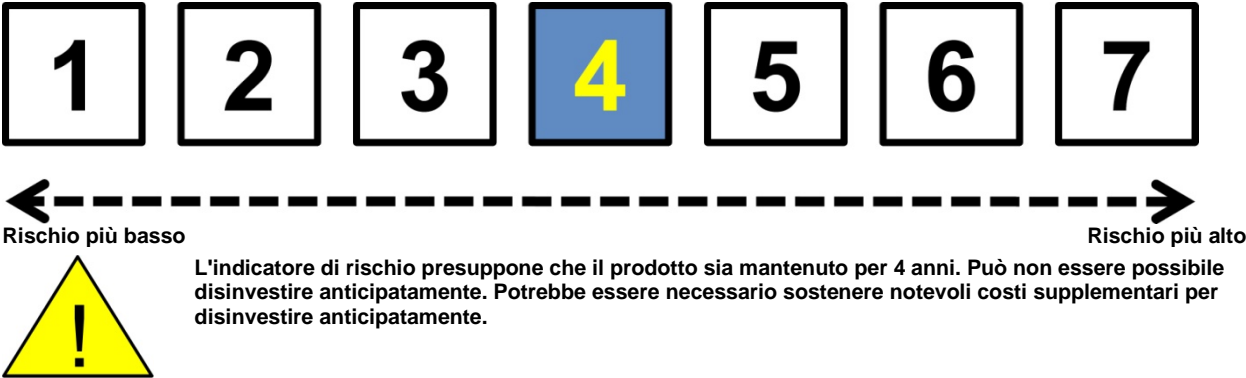 1 2 3 4 5 6 7
Rischio più basso Rischio più alto
L'indicatore di rischio presuppone che il prodotto sia mantenuto per 4 anni. Può non essere possibile
disinvestire anticipatamente. Potrebbe essere necessario sostenere notevoli costi supplementari per
disinvestire anticipatamente.
!